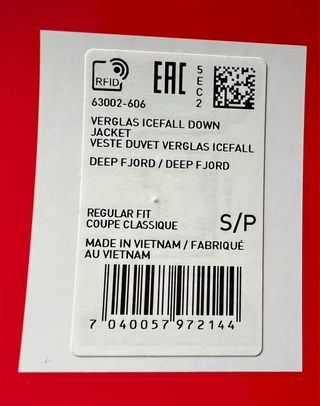 RFID
EAC
5EC2
63002-606
VERGLAS ICEFALL DOWN
JACKET
VESTE DUVET VERGLAS ICEFALL
DEEP FJORD / DEEP FJORD
REGULAR FIT
COUPE CLASSIQUE
S/P
MADE IN VIETNAM / FABRIQUÉ
AU VIETNAM
7 040057 972144